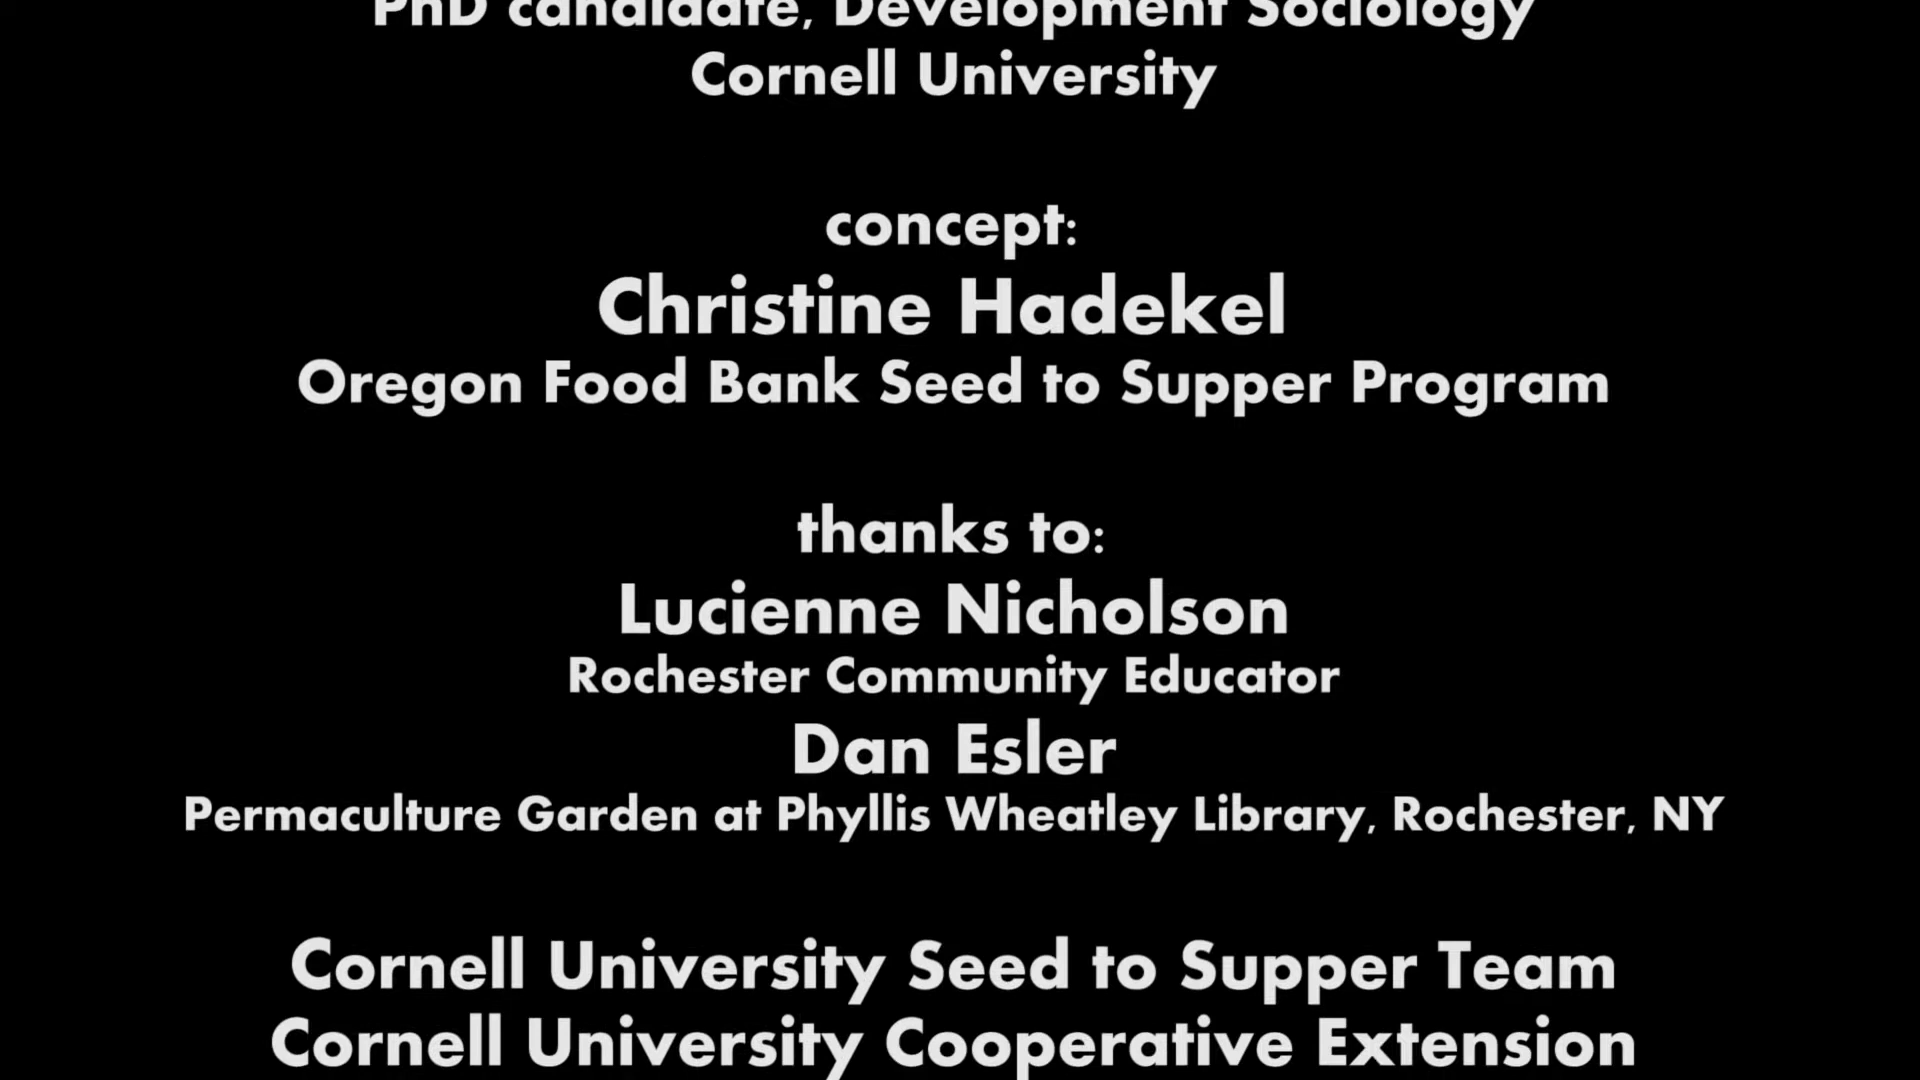 PhD candidate, Development Sociology
Cornell University
concept:
Christine Hadekel
Oregon Food Bank Seed to Supper Program
thanks to:
Lucienne Nicholson
Rochester Community Educator
Dan Esler
Permaculture Garden at Phyllis Wheatley Library, Rochester, NY
Cornell University Seed to Supper Team
Cornell University Cooperative Extension